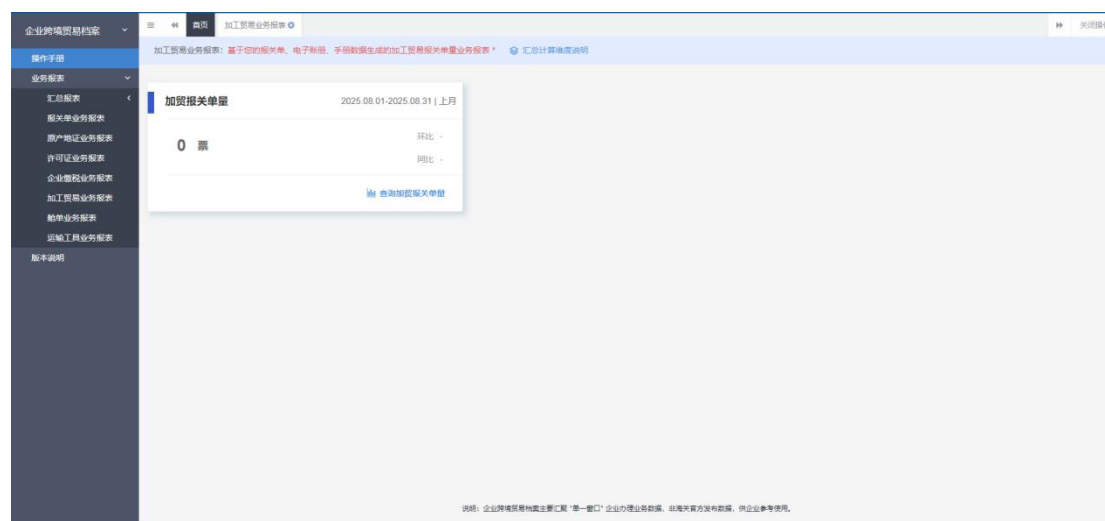 企业跨境贸易档案
首页
加工贸易业务报表
关闭操作
操作手册
加工贸易业务报表：基于您的报关单、电子账册、手册数据生成的加工贸易报关单量业务报表 *
汇总计算维度说明
业务报表
汇总报表
报关单业务报表
原产地证业务报表
许可证业务报表
企业缴税业务报表
加工贸易业务报表
舱单业务报表
运输工具业务报表
版本说明
加贸报关单量
2025.08.01-2025.08.31 | 上月
0 票
环比 -
同比 -
查询加贸报关单量
说明：企业跨境贸易档案主要汇聚“单一窗口”企业办理业务数据，非海关官方发布数据，供企业参考使用。